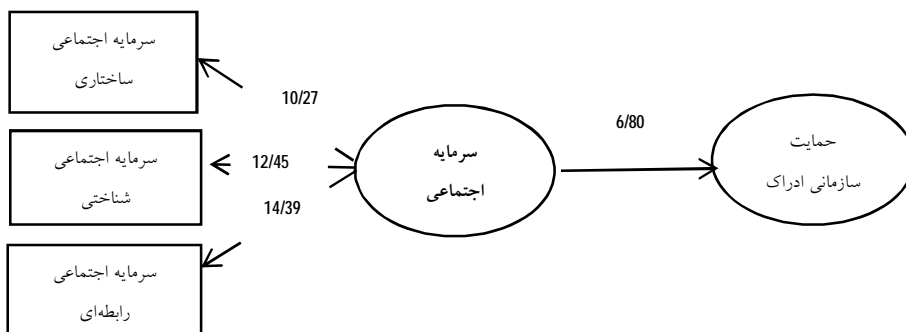 سرمایه اجتماعی
ساختاری
10/27
سرمایه اجتماعی
شناختی
12/45
14/39
سرمایه اجتماعی
رابطه‌ای
سرمایه
اجتماعی
6/80
حمایت
سازمانی ادراک